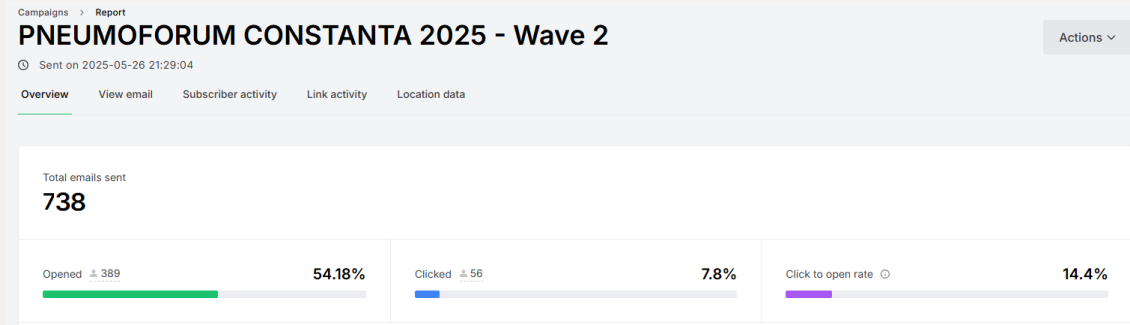 Campaigns > Report
PNEUMOFORUM CONSTANTA 2025 - Wave 2
Actions
Sent on 2025-05-26 21:29:04
Overview View email Subscriber activity Link activity Location data
Total emails sent
738
Opened 389 54.18% Clicked 56 7.8% Click to open rate 14.4%